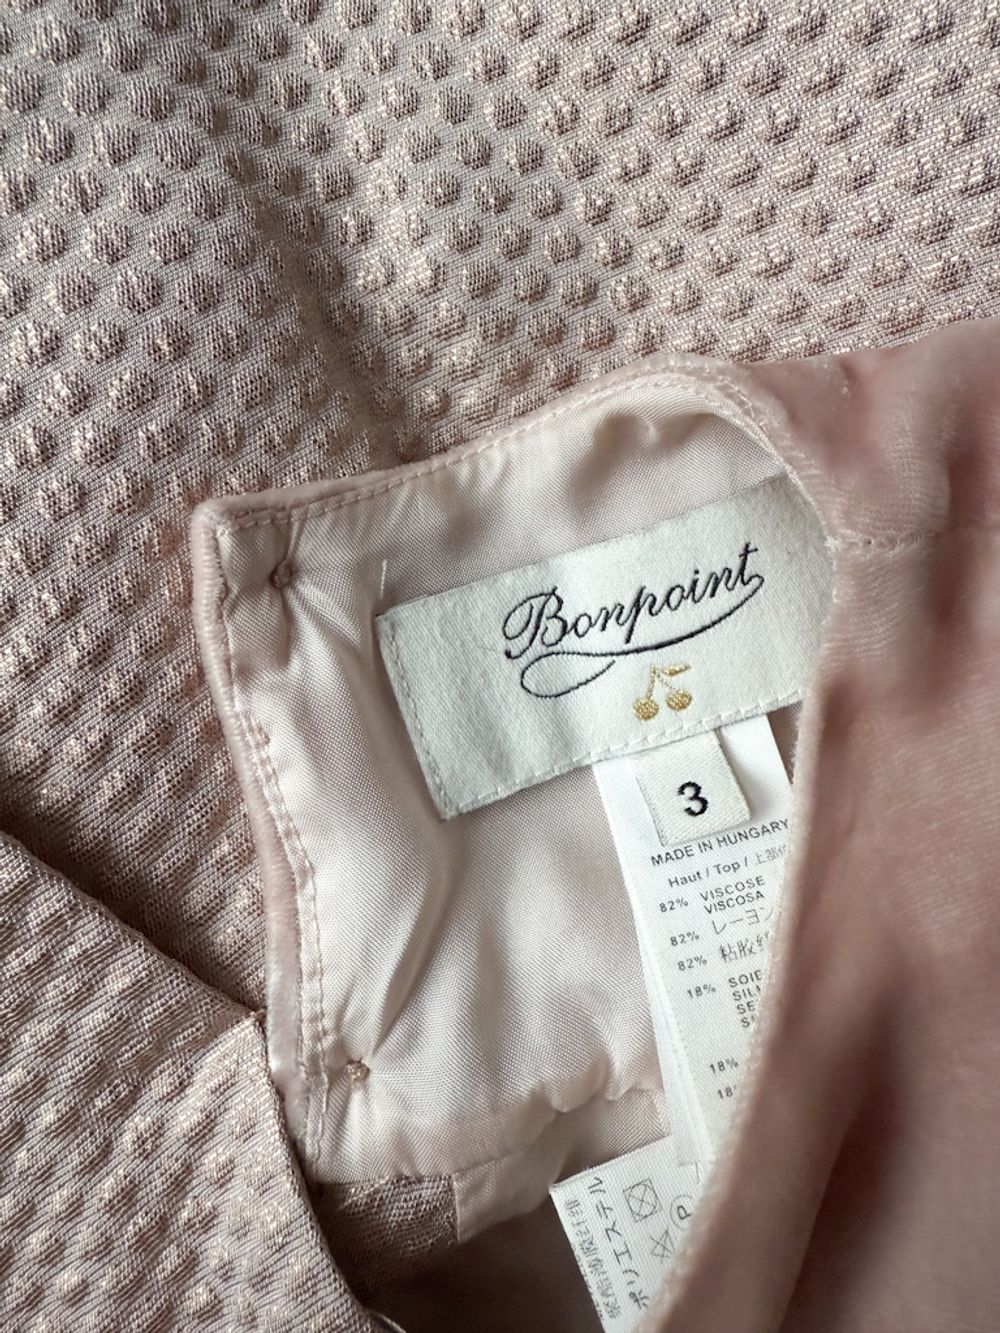 Bonpoint
3
MADE IN HUNGARY
Haut / Top / 上部
82% VISCOSE
VISCOSA
82% レーヨン
82% 粘胶
18% SOIE
18%
18
ポリエステル
P